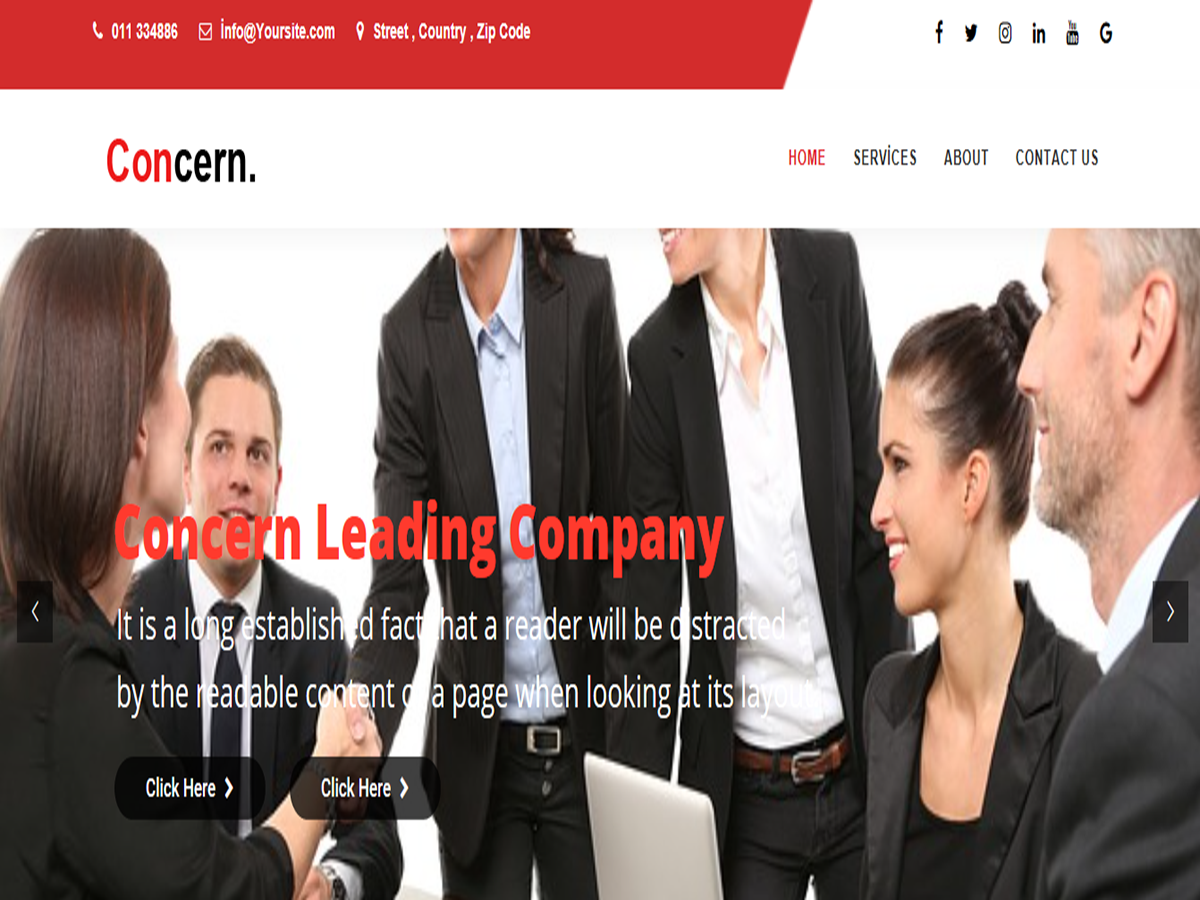 011 334886 İnfo@Yoursite.com Street , Country , Zip Code
Concern.
HOME SERVİCES ABOUT CONTACT US
Concern Leading Company
It is a long established fact that a reader will be distracted
by the readable content of a page when looking at its layout.
Click Here Click Here